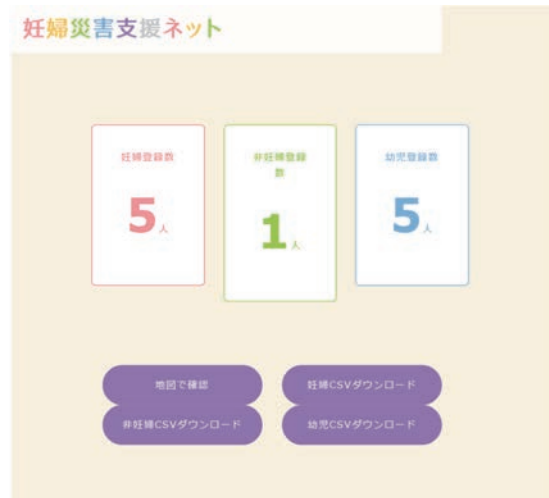 妊婦災害支援ネット
妊婦登録数
5人
非妊婦登録
数
1人
幼児登録数
5人
地図で確認
妊婦CSVダウンロード
非妊婦CSVダウンロード
幼児CSVダウンロード